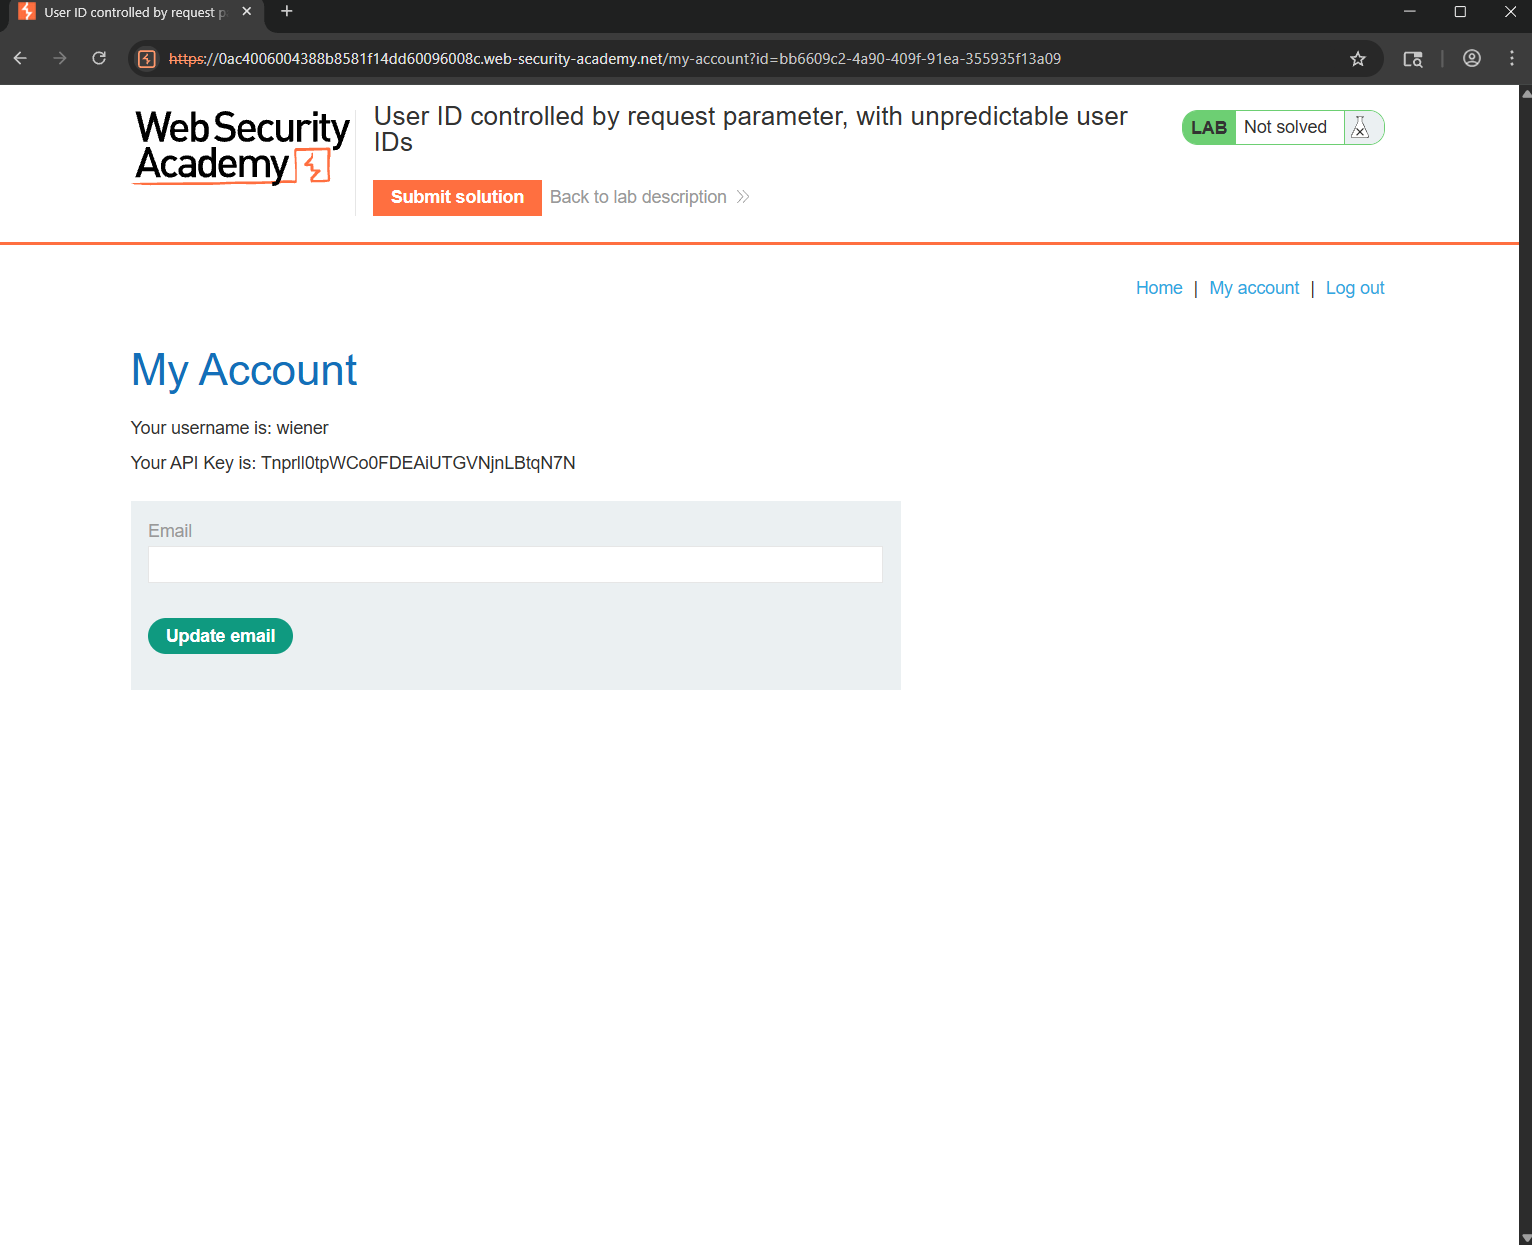 User ID controlled by request p
https://0ac4006004388b8581f14dd60096008c.web-security-academy.net/my-account?id=bb6609c2-4a90-409f-91ea-355935f13a09
Web Security
Academy
User ID controlled by request parameter, with unpredictable user
IDs
LAB Not solved
Submit solution Back to lab description
Home | My account | Log out
My Account
Your username is: wiener
Your API Key is: Tnprll0tpWCo0FDEAiUTGVNjnLBtqN7N
Email
Update email